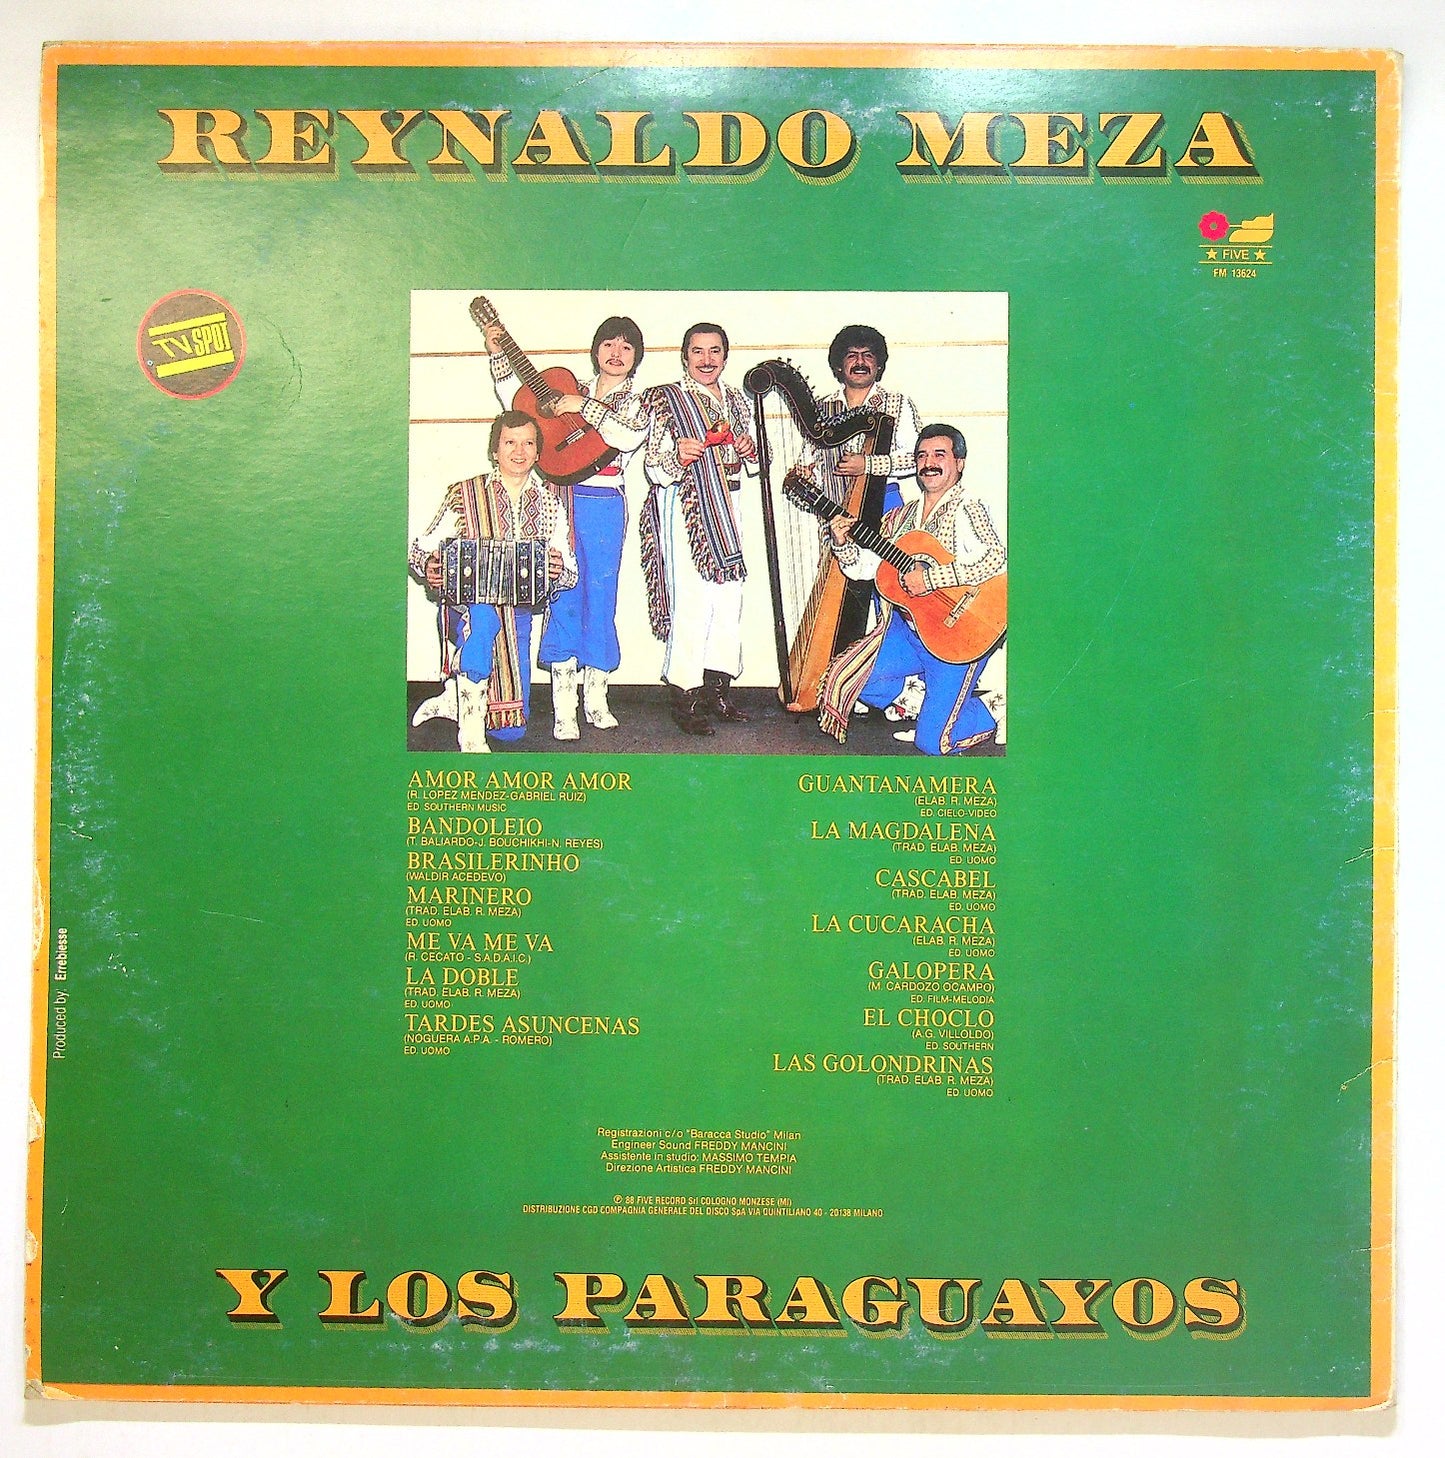 REYNALDO MEZA
★ FIVE ★
FM 13624
TV SPOT
AMOR AMOR AMOR
(R. LOPEZ MENDEZ-GABRIEL RUIZ)
ED. SOUTHERN MUSIC
BANDOLEIO
(T. BALIARDO-J. BOUCHIKHI-N. REYES)
BRASILERINHO
(WALDIR ACEDEVO)
MARINERO
(TRAD. ELAB. R. MEZA)
ED. UOMO
ME VA ME VA
(R. CECATO - S.A.D.A.I.C.)
LA DOBLE
(TRAD. ELAB. R. MEZA)
ED. UOMO
TARDES ASUNCENAS
(NOGUERA A.P.A. - ROMERO)
ED. UOMO
GUANTANAMERA
(ELAB. R. MEZA)
ED. CIELO-VIDEO
LA MAGDALENA
(TRAD. ELAB. MEZA)
ED. UOMO
CASCABEL
(TRAD. ELAB. MEZA)
ED. UOMO
LA CUCARACHA
(ELAB. R. MEZA)
ED. UOMO
GALOPERA
(M. CARDOZO OCAMPO)
ED. FILM-MELODIA
EL CHOCLO
(A.G. VILLOLDO)
ED. SOUTHERN
LAS GOLONDRINAS
(TRAD. ELAB. R. MEZA)
ED. UOMO
Produced by: Errebiesse
Registrazioni c/o "Baracca Studio" Milan
Engineer Sound FREDDY MANCINI
Assistente in studio: MASSIMO TEMPIA
Direzione Artistica FREDDY MANCINI
℗ 88 FIVE RECORD Srl COLOGNO MONZESE (MI)
DISTRIBUZIONE CGD COMPAGNIA GENERALE DEL DISCO SpA VIA QUINTILIANO 40 - 20138 MILANO
Y LOS PARAGUAYOS